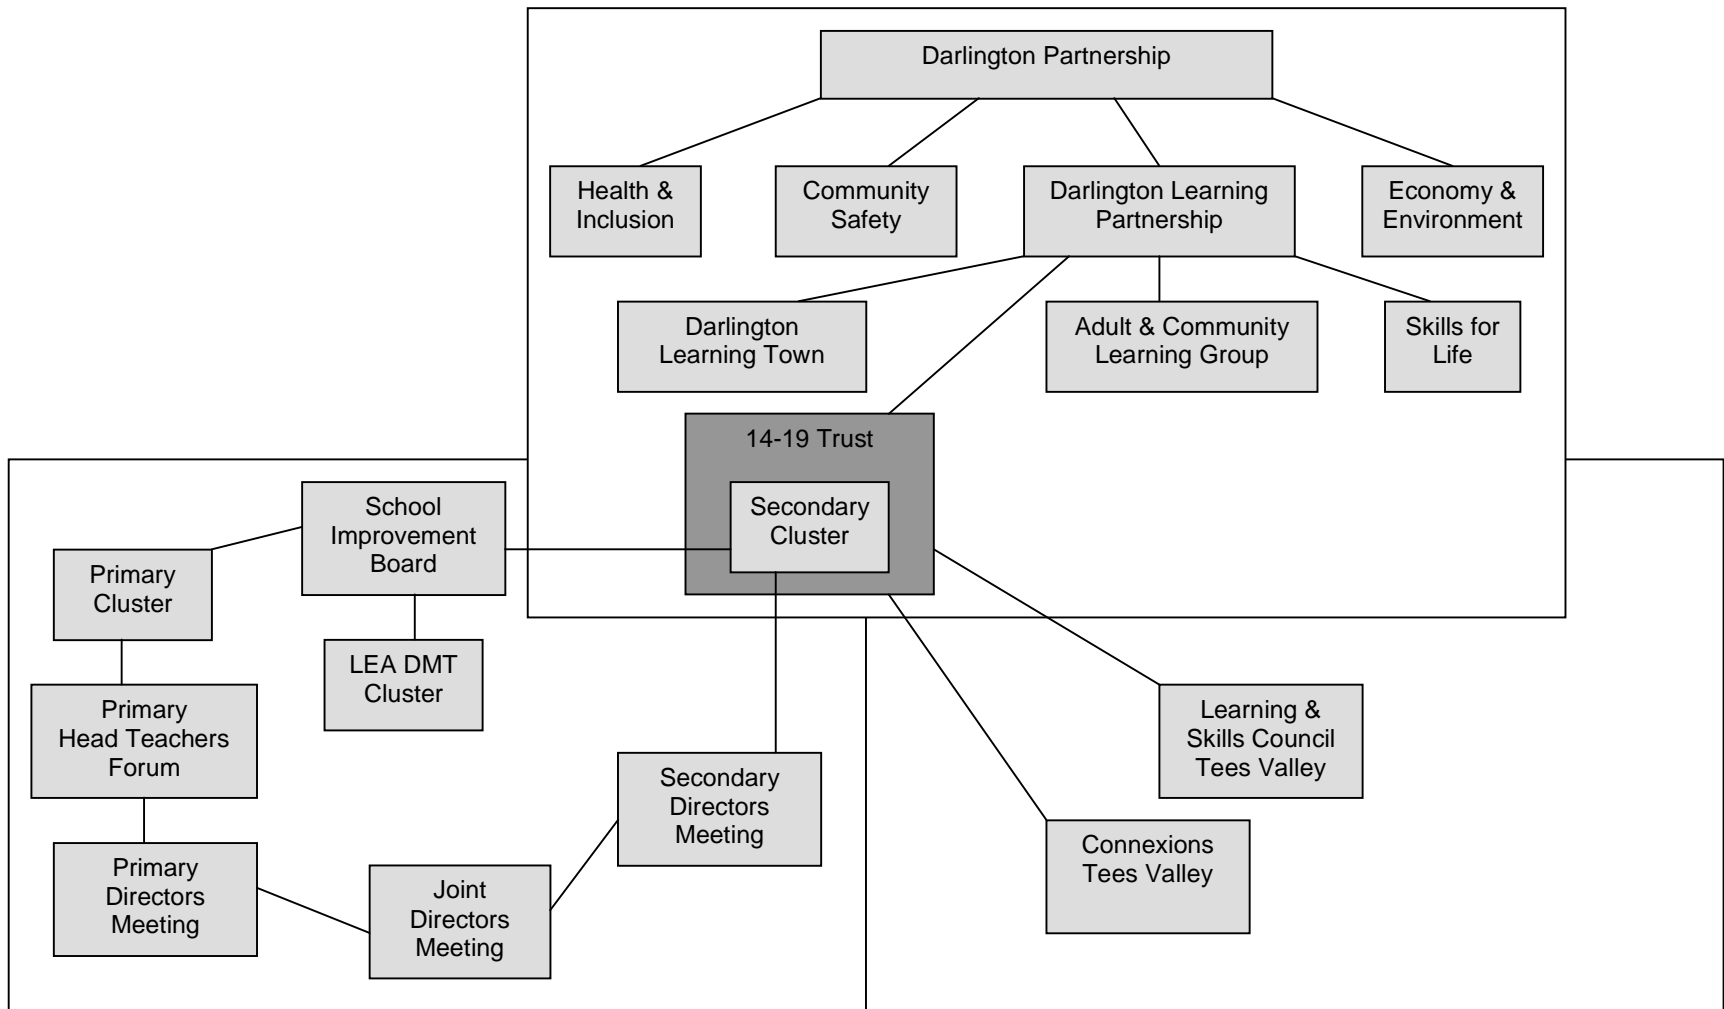 Darlington Partnership
Health &
Inclusion
Community
Safety
Darlington Learning
Partnership
Economy &
Environment
Darlington
Learning Town
Adult & Community
Learning Group
Skills for
Life
14-19 Trust
Secondary
Cluster
School
Improvement
Board
Primary
Cluster
LEA DMT
Cluster
Primary
Head Teachers
Forum
Learning &
Skills Council
Tees Valley
Secondary
Directors
Meeting
Connexions
Tees Valley
Primary
Directors
Meeting
Joint
Directors
Meeting